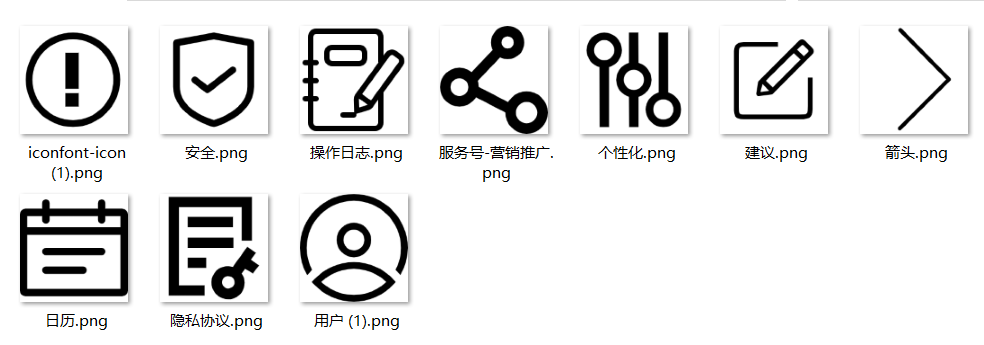 iconfont-icon
(1).png
安全.png
操作日志.png
服务号-营销推广.
png
个性化.png
建议.png
箭头.png
日历.png
隐私协议.png
用户 (1).png